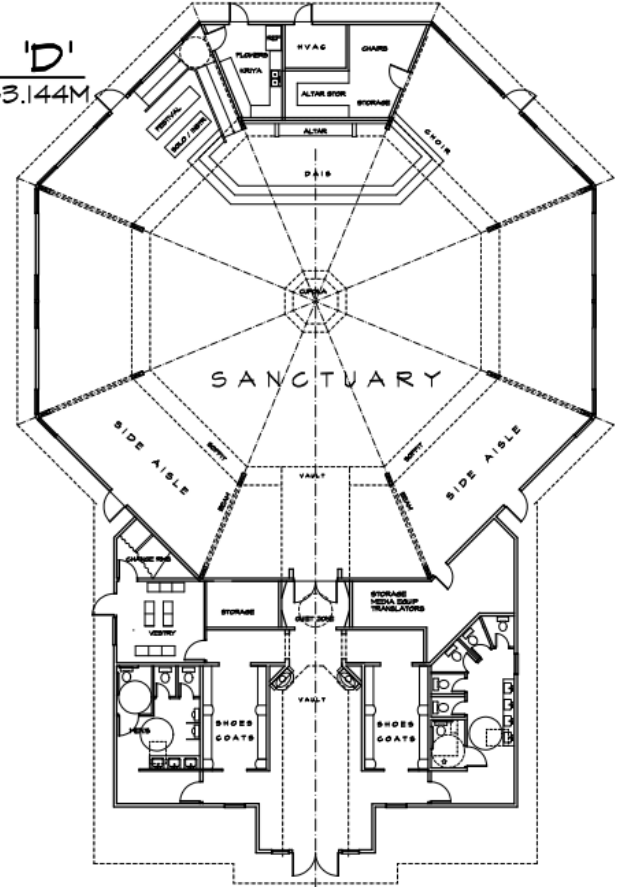 'D'
3.144M
REF
FLOWERS
KRIYA
HVAC
CHAIRS
ALTAR STOR
STORAGE
FESTIVAL
SOLO / INSTR.
ALTAR
CHOIR
DAIS
CUPOLA
SANCTUARY
SIDE AISLE
SOFFIT
SOFFIT
SIDE AISLE
VAULT
BEAM
BEAM
CHANGE RMS
STORAGE
QUIET ZONE
STORAGE
MEDIA EQUIP
TRANSLATORS
VESTRY
VAULT
MENS
SHOES
COATS
SHOES
COATS